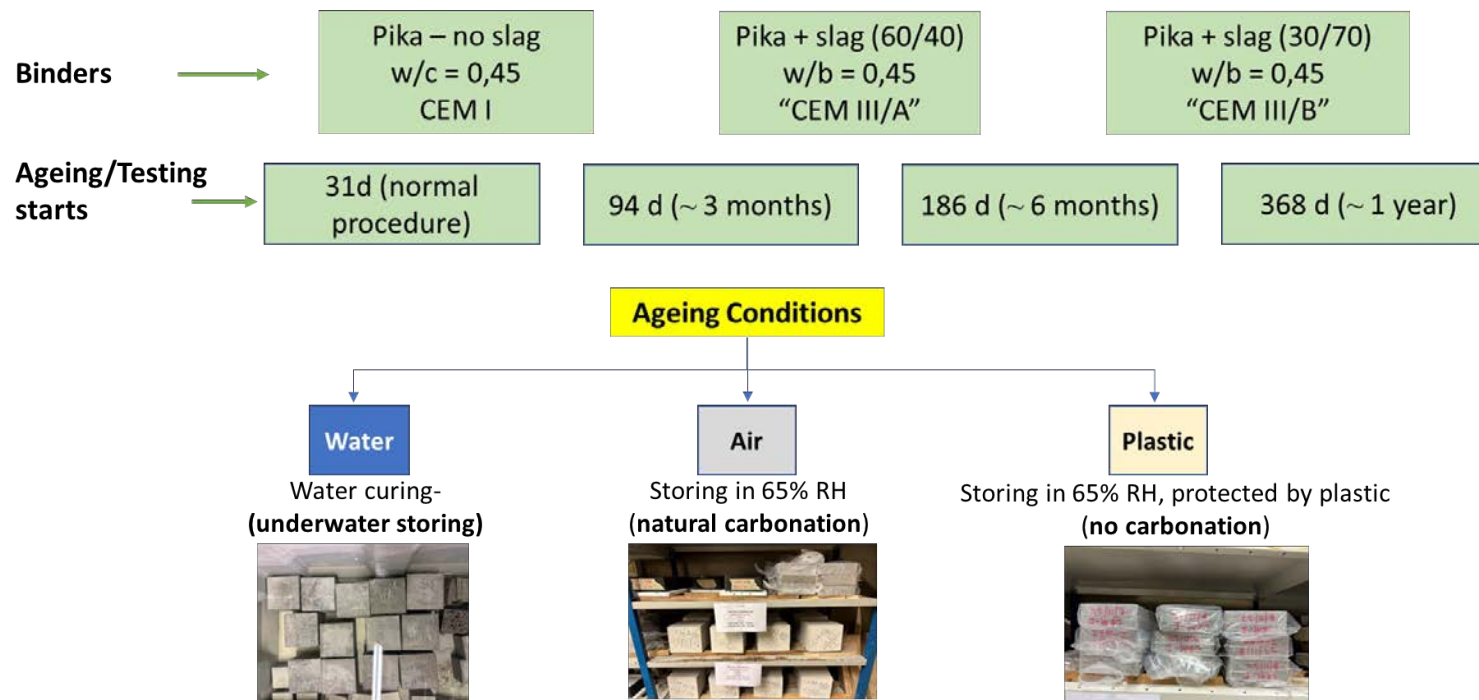 Binders
Pika – no slag
w/c = 0,45
CEM I
Pika + slag (60/40)
w/b = 0,45
“CEM III/A”
Pika + slag (30/70)
w/b = 0,45
“CEM III/B”
Ageing/Testing
starts
31d (normal
procedure)
94 d (~ 3 months)
186 d (~ 6 months)
368 d (~ 1 year)
Ageing Conditions
Water
Water curing-
(underwater storing)
Air
Storing in 65% RH
(natural carbonation)
Plastic
Storing in 65% RH, protected by plastic
(no carbonation)